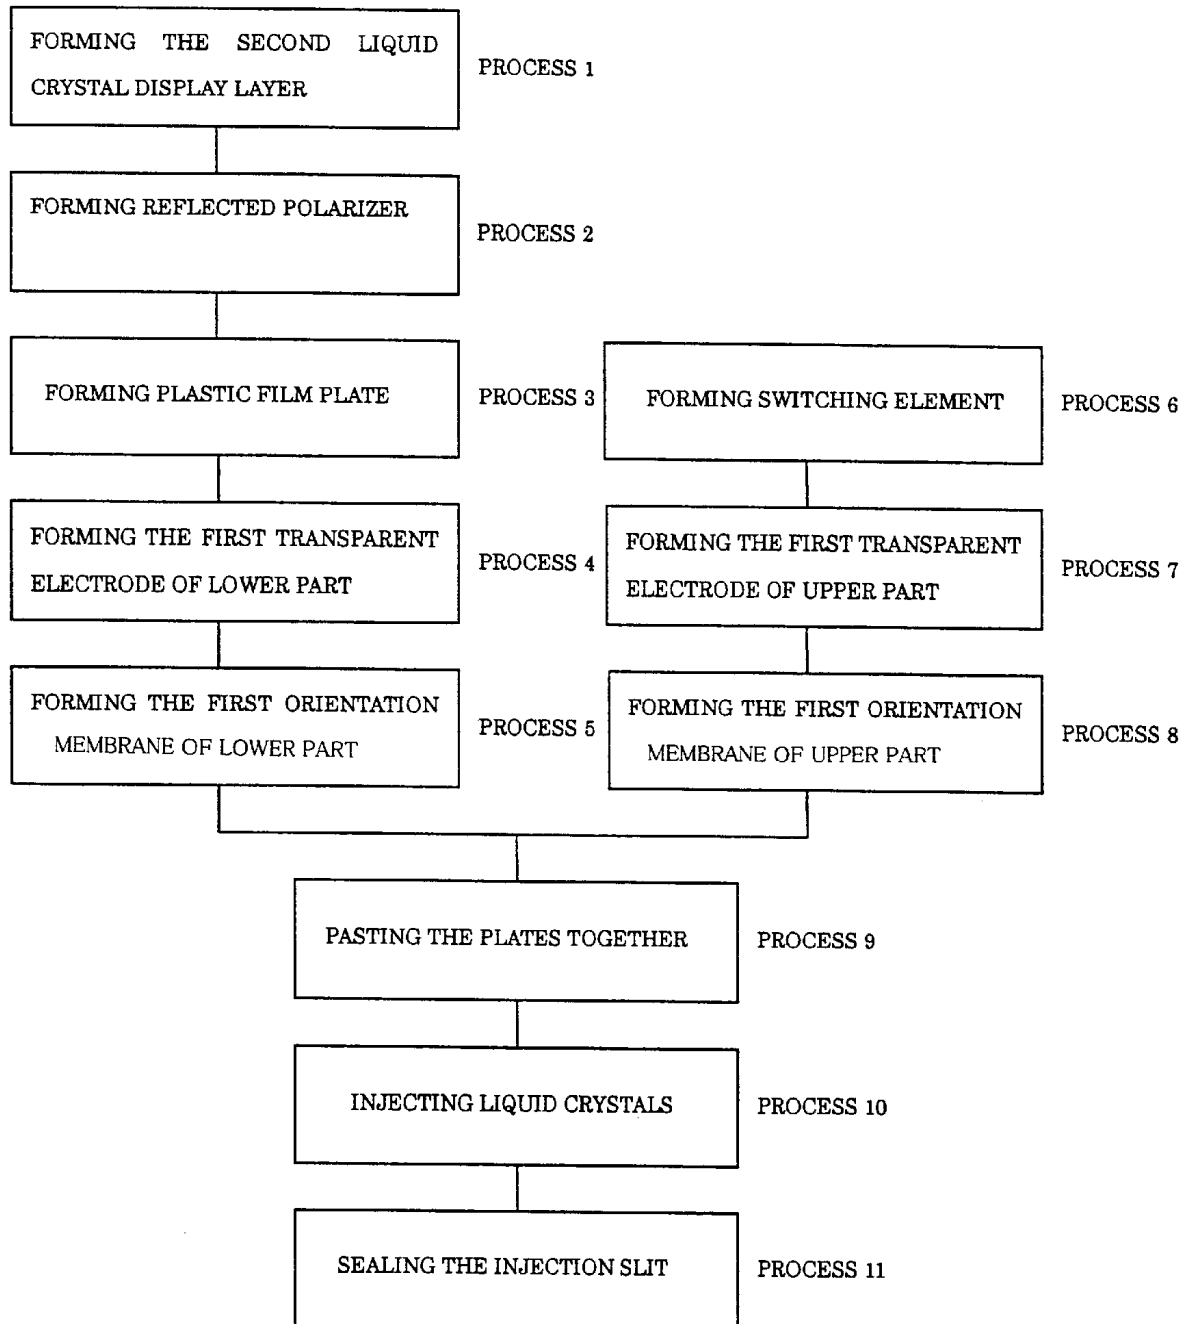 FORMING THE SECOND LIQUID
CRYSTAL DISPLAY LAYER
PROCESS 1
FORMING REFLECTED POLARIZER
PROCESS 2
FORMING PLASTIC FILM PLATE
PROCESS 3
FORMING THE FIRST TRANSPARENT
ELECTRODE OF LOWER PART
PROCESS 4
FORMING THE FIRST ORIENTATION
MEMBRANE OF LOWER PART
PROCESS 5
FORMING SWITCHING ELEMENT
PROCESS 6
FORMING THE FIRST TRANSPARENT
ELECTRODE OF UPPER PART
PROCESS 7
FORMING THE FIRST ORIENTATION
MEMBRANE OF UPPER PART
PROCESS 8
PASTING THE PLATES TOGETHER
PROCESS 9
INJECTING LIQUID CRYSTALS
PROCESS 10
SEALING THE INJECTION SLIT
PROCESS 11